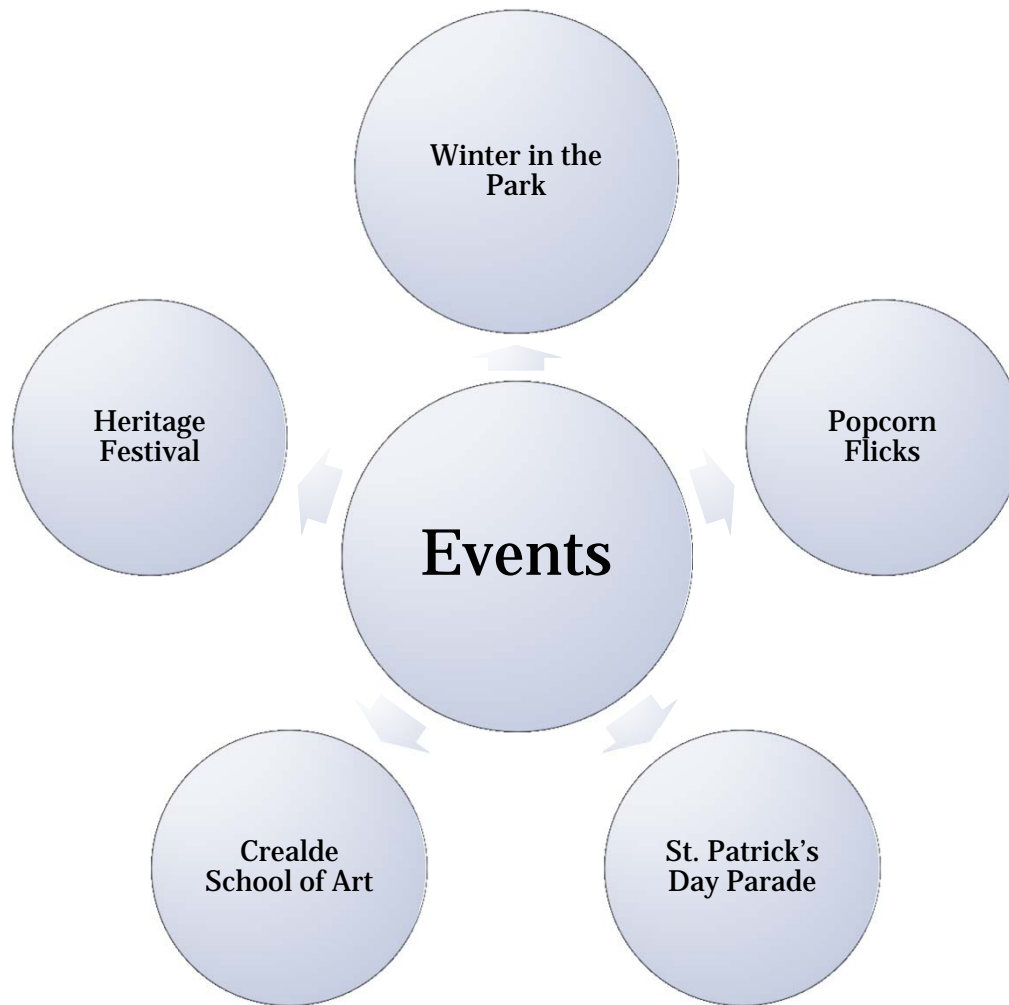 Winter in the
Park
Heritage
Festival
Popcorn
Flicks
Events
Crealde
School of Art
St. Patrick’s
Day Parade